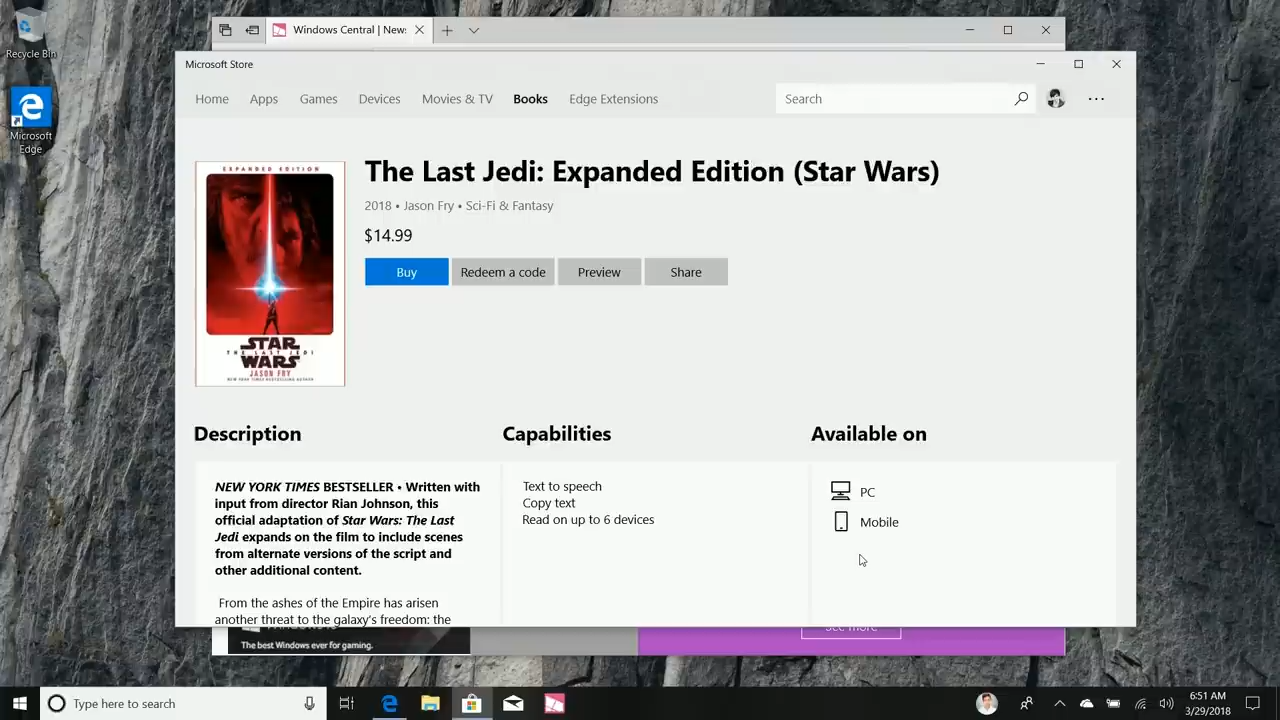 Recycle Bin
Microsoft Edge
Windows Central | News
Microsoft Store
Home Apps Games Devices Movies & TV Books Edge Extensions
Search
EXPANDED EDITION
STAR
THE LAST JEDI
WARS
JASON FRY
NEW YORK TIMES BESTSELLING AUTHOR
The Last Jedi: Expanded Edition (Star Wars)
2018 • Jason Fry • Sci-Fi & Fantasy
$14.99
Buy Redeem a code Preview Share
Description
NEW YORK TIMES BESTSELLER • Written with
input from director Rian Johnson, this
official adaptation of Star Wars: The Last
Jedi expands on the film to include scenes
from alternate versions of the script and
other additional content.
From the ashes of the Empire has arisen
another threat to the galaxy's freedom: the
Capabilities
Text to speech
Copy text
Read on up to 6 devices
Available on
PC
Mobile
The best Windows ever for gaming.
See more
Type here to search
6:51 AM
3/29/2018